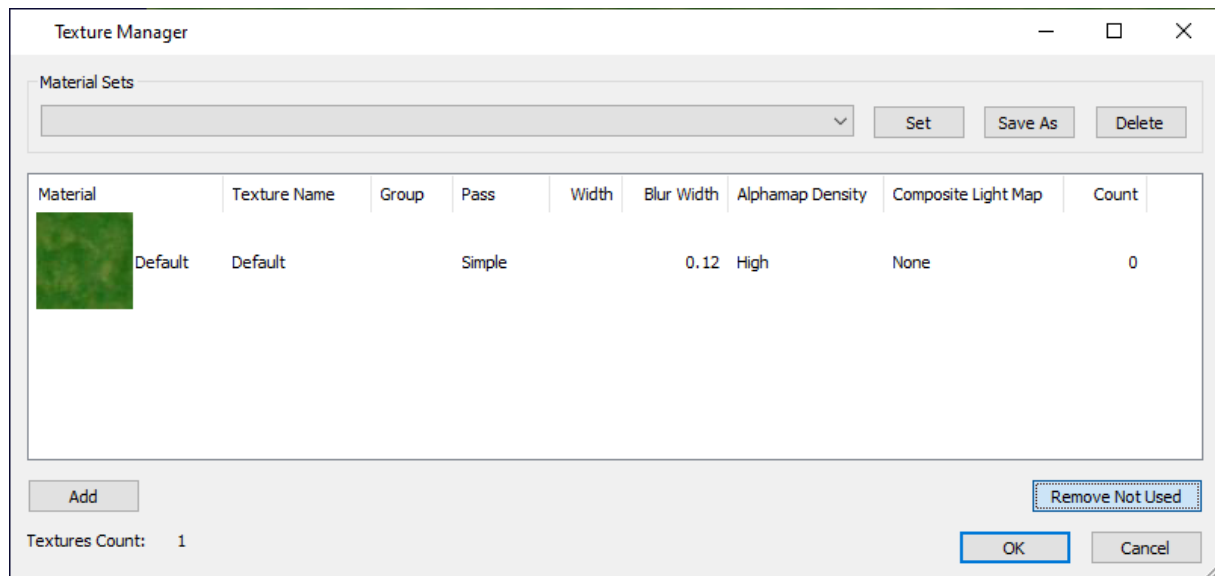 Texture Manager
Material Sets
Set Save As Delete
Material Texture Name Group Pass Width Blur Width Alphamap Density Composite Light Map Count
Default Default Simple 0.12 High None 0
Add Remove Not Used
Textures Count: 1
OK Cancel